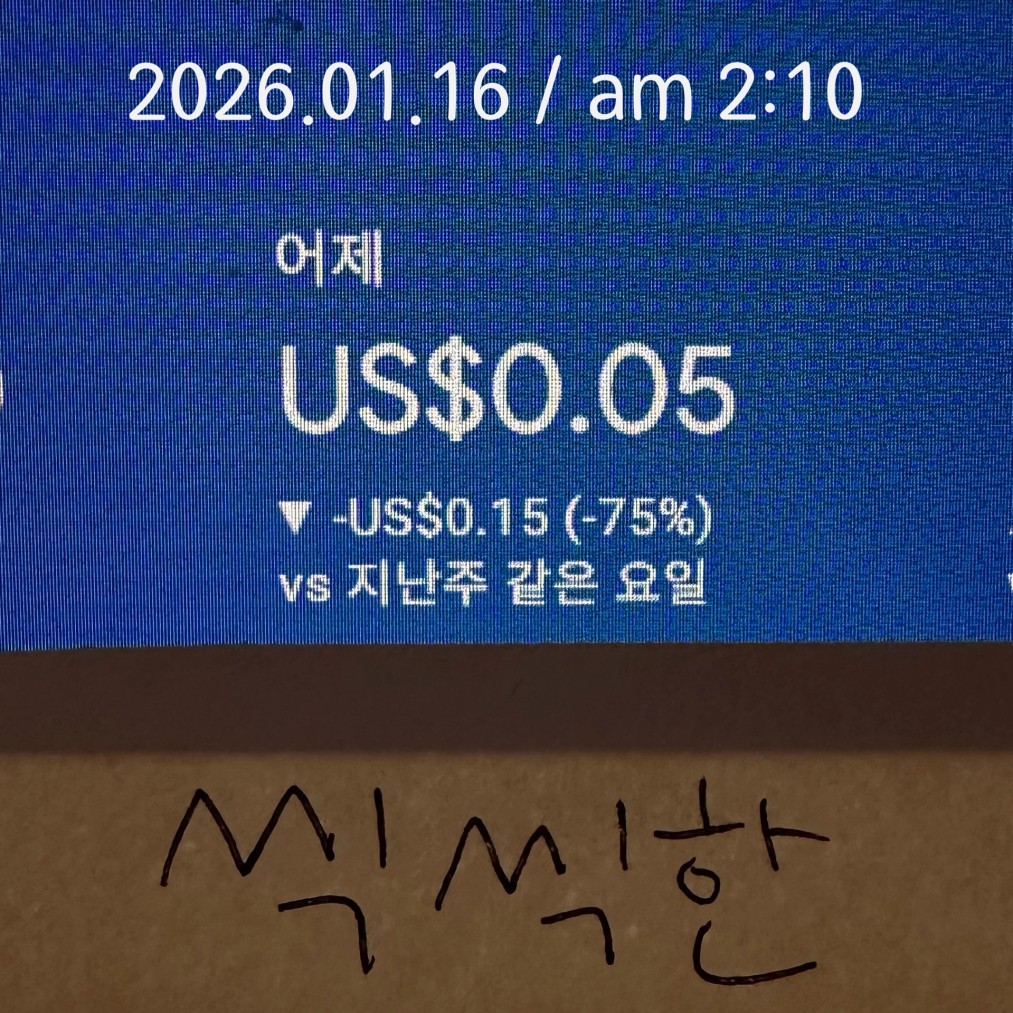 2026.01.16 / am 2:10
어제
US$0.05
▼ -US$0.15 (-75%)
vs 지난주 같은 요일
씩씩한